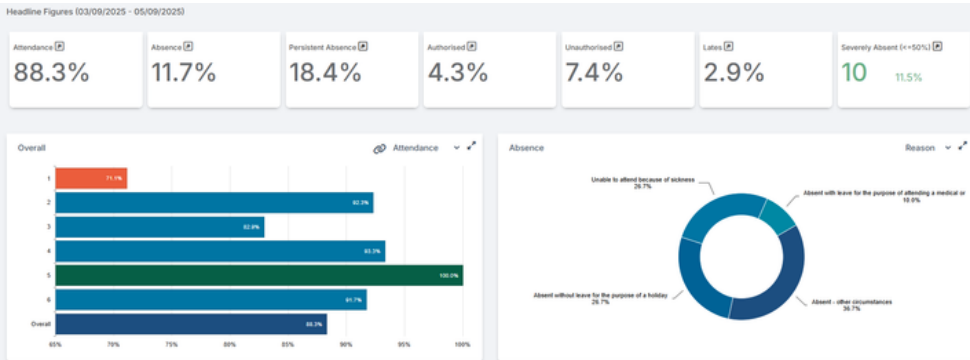 Headline Figures (03/09/2025 - 05/09/2025)
Attendance
88.3%
Absence
11.7%
Persistent Absence
18.4%
Authorised
4.3%
Unauthorised
7.4%
Lates
2.9%
Severely Absent (<=50%)
10 11.5%
Overall
Attendance
1 71.1%
2 92.3%
3 82.9%
4 93.3%
5 100.0%
6 91.7%
Overall 88.3%
65% 70% 75% 80% 85% 90% 95% 100%
Absence
Reason
Unable to attend because of sickness
26.7%
Absent with leave for the purpose of attending a medical or
10.0%
Absent without leave for the purpose of a holiday
26.7%
Absent - other circumstances
36.7%